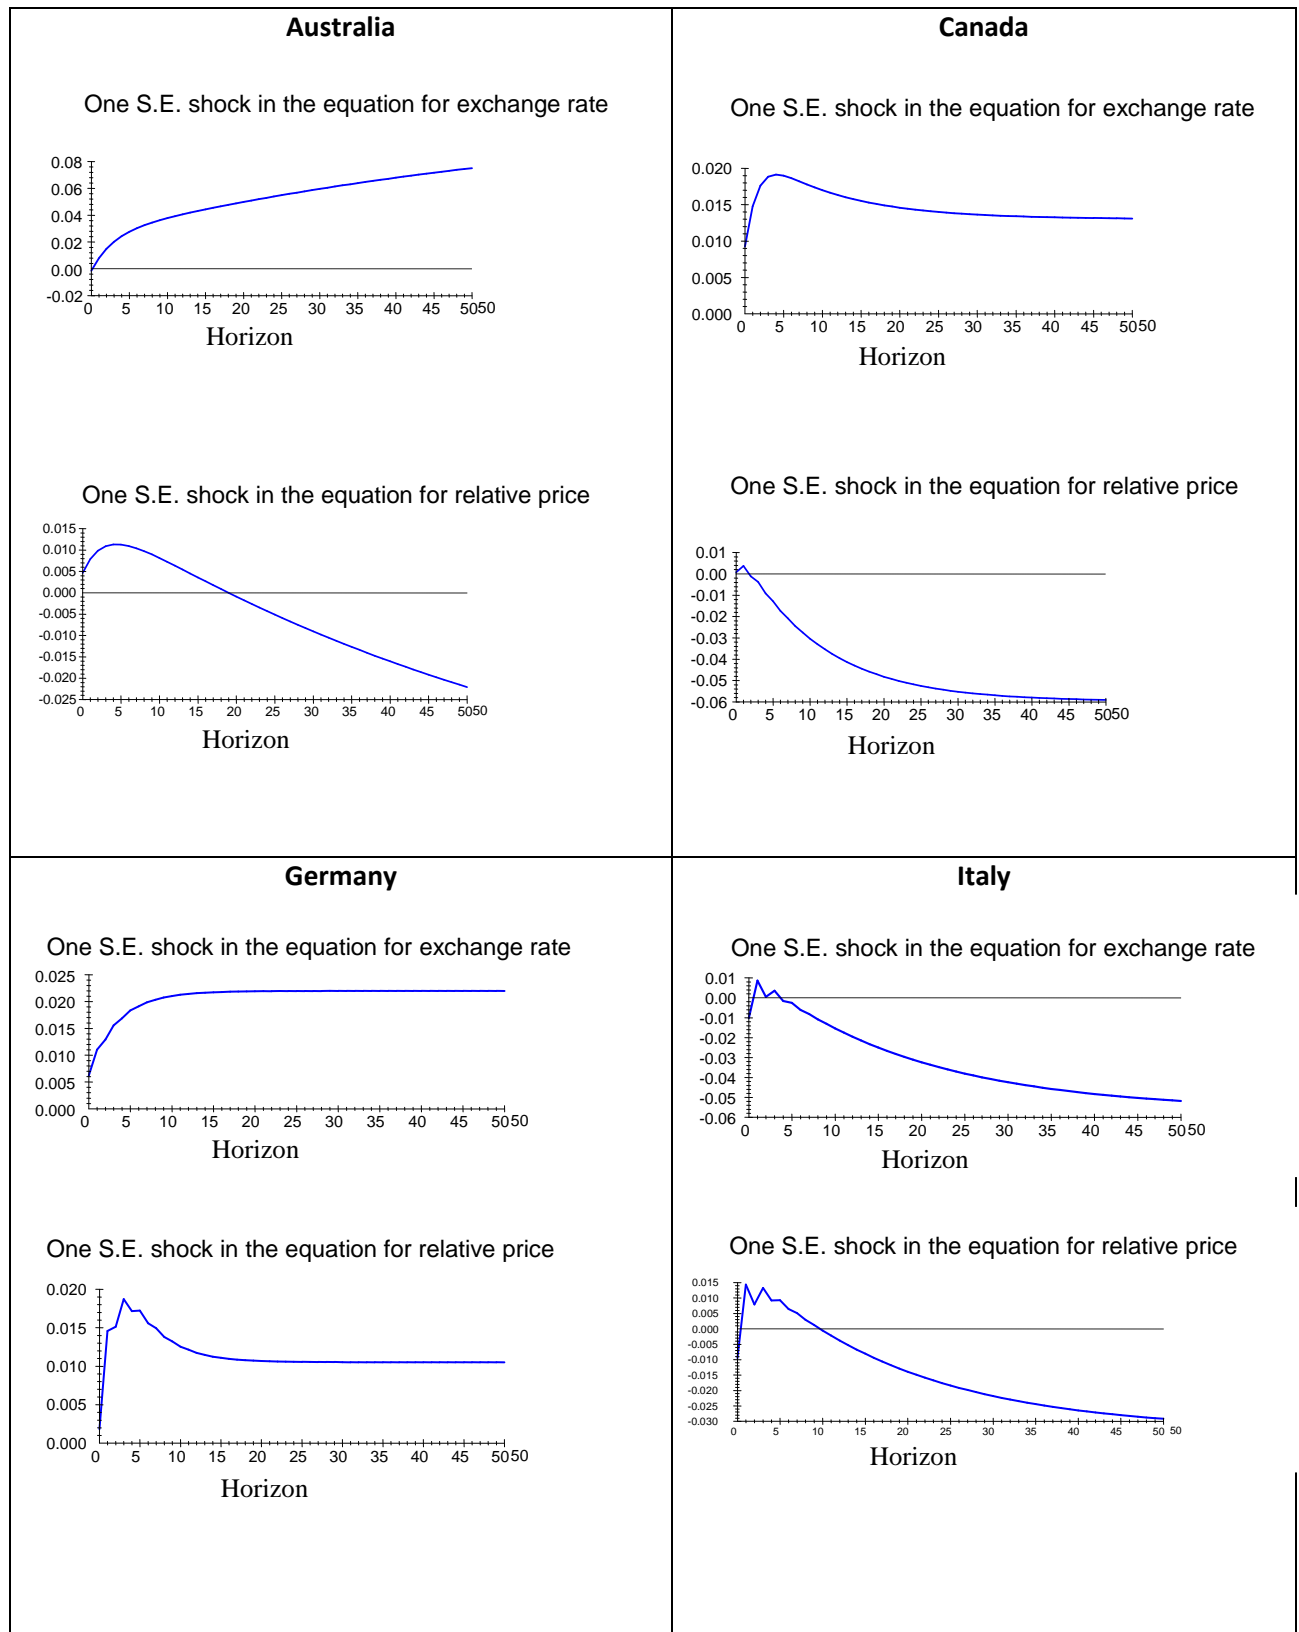 Australia
One S.E. shock in the equation for exchange rate
0.08
0.06
0.04
0.02
0.00
-0.02
0 5 10 15 20 25 30 35 40 45 50 50
Horizon
One S.E. shock in the equation for relative price
0.015
0.010
0.005
0.000
-0.005
-0.010
-0.015
-0.020
-0.025
0 5 10 15 20 25 30 35 40 45 50 50
Horizon
Canada
One S.E. shock in the equation for exchange rate
0.020
0.015
0.010
0.005
0.000
0 5 10 15 20 25 30 35 40 45 50 50
Horizon
One S.E. shock in the equation for relative price
0.01
0.00
-0.01
-0.02
-0.03
-0.04
-0.05
-0.06
0 5 10 15 20 25 30 35 40 45 50 50
Horizon
Germany
One S.E. shock in the equation for exchange rate
0.025
0.020
0.015
0.010
0.005
0.000
0 5 10 15 20 25 30 35 40 45 50 50
Horizon
One S.E. shock in the equation for relative price
0.020
0.015
0.010
0.005
0.000
0 5 10 15 20 25 30 35 40 45 50 50
Horizon
Italy
One S.E. shock in the equation for exchange rate
0.01
0.00
-0.01
-0.02
-0.03
-0.04
-0.05
-0.06
0 5 10 15 20 25 30 35 40 45 50 50
Horizon
One S.E. shock in the equation for relative price
0.015
0.010
0.005
0.000
-0.005
-0.010
-0.015
-0.020
-0.025
-0.030
0 5 10 15 20 25 30 35 40 45 50 50
Horizon